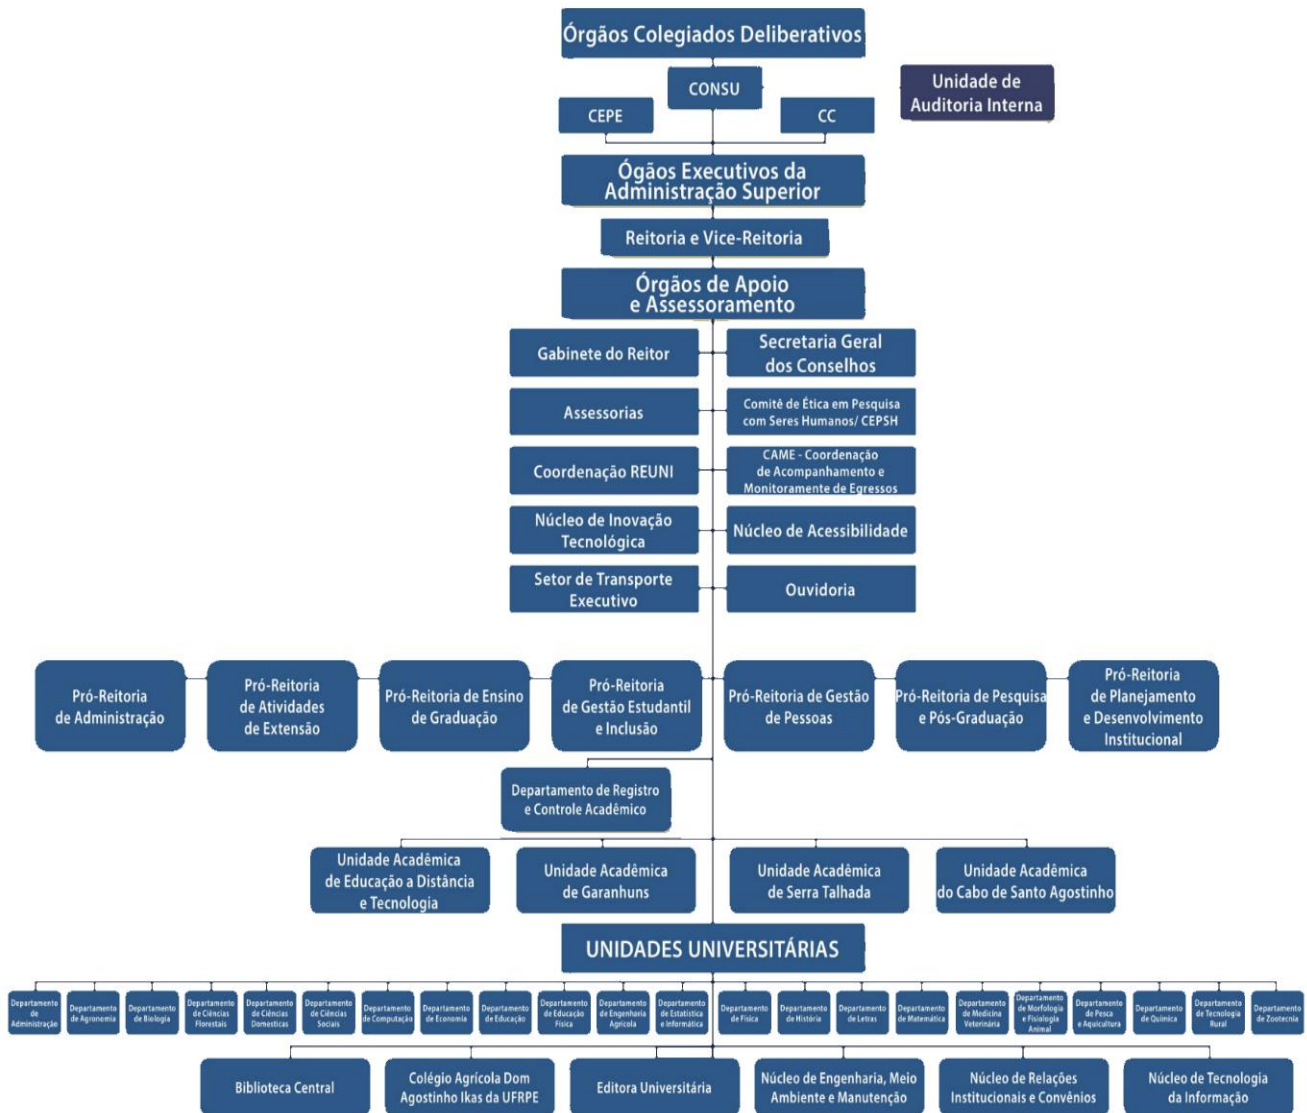 Órgãos Colegiados Deliberativos
CONSU
Unidade de
Auditoria Interna
CEPE
CC
Ógãos Executivos da
Administração Superior
Reitoria e Vice-Reitoria
Órgãos de Apoio
e Assessoramento
Gabinete do Reitor
Secretaria Geral
dos Conselhos
Assessorias
Comitê de Ética em Pesquisa
com Seres Humanos/ CEPSH
Coordenação REUNI
CAME - Coordenação
de Acompanhamento e
Monitoramente de Egressos
Núcleo de Inovação
Tecnológica
Núcleo de Acessibilidade
Setor de Transporte
Executivo
Ouvidoria
Pró-Reitoria
de Administração
Pró-Reitoria
de Atividades
de Extensão
Pró-Reitoria de Ensino
de Graduação
Pró-Reitoria
de Gestão Estudantil
e Inclusão
Pró-Reitoria de Gestão
de Pessoas
Pró-Reitoria de Pesquisa
e Pós-Graduação
Pró-Reitoria
de Planejamento
e Desenvolvimento
Institucional
Departamento de Registro
e Controle Acadêmico
Unidade Acadêmica
de Educação a Distância
e Tecnologia
Unidade Acadêmica
de Garanhuns
Unidade Acadêmica
de Serra Talhada
Unidade Acadêmica
do Cabo de Santo Agostinho
UNIDADES UNIVERSITÁRIAS
Departamento
de
Administração
Departamento
de Agronomia
Departamento
de Biologia
Departamento
de Ciências
Florestais
Departamento
de Ciências
Domesticas
Departamento
de Ciências
Sociais
Departamento
de Computação
Departamento
de Economia
Departamento
de Educação
Departamento
de Educação
Física
Departamento
de Engenharia
Agrícola
Departamento
de Estatística
e Informática
Departamento
de Física
Departamento
de História
Departamento
de Letras
Departamento
de Matemática
Departamento
de Medicina
Veterinária
Departamento
de Morfologia
e Fisiologia
Animal
Departamento
de Pesca
e Aquicultura
Departamento
de Química
Departamento
de Tecnologia
Rural
Departamento
de Zootecnia
Biblioteca Central
Colégio Agrícola Dom
Agostinho Ikas da UFRPE
Editora Universitária
Núcleo de Engenharia, Meio
Ambiente e Manutenção
Núcleo de Relações
Institucionais e Convênios
Núcleo de Tecnologia
da Informação